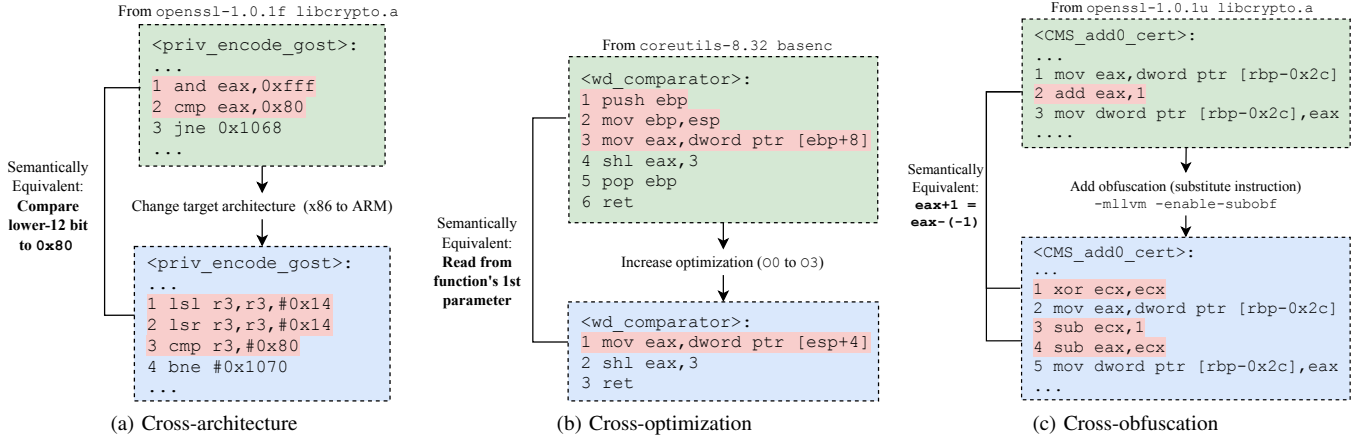 From openssl-1.0.1f libcrypto.a
<priv_encode_gost>:
...
1 and eax,0xfff
2 cmp eax,0x80
3 jne 0x1068
...
Semantically
Equivalent:
Compare
lower-12 bit
to 0x80
Change target architecture (x86 to ARM)
<priv_encode_gost>:
...
1 lsl r3,r3,#0x14
2 lsr r3,r3,#0x14
3 cmp r3,#0x80
4 bne #0x1070
...
(a) Cross-architecture
From coreutils-8.32 basenc
<wd_comparator>:
1 push ebp
2 mov ebp,esp
3 mov eax,dword ptr [ebp+8]
4 shl eax,3
5 pop ebp
6 ret
Semantically
Equivalent:
Read from
function's 1st
parameter
Increase optimization (O0 to O3)
<wd_comparator>:
1 mov eax,dword ptr [esp+4]
2 shl eax,3
3 ret
(b) Cross-optimization
From openssl-1.0.1u libcrypto.a
<CMS_add0_cert>:
...
1 mov eax,dword ptr [rbp-0x2c]
2 add eax,1
3 mov dword ptr [rbp-0x2c],eax
....
Semantically
Equivalent:
eax+1 =
eax-(-1)
Add obfuscation (substitute instruction)
-mllvm -enable-subobf
<CMS_add0_cert>:
...
1 xor ecx,ecx
2 mov eax,dword ptr [rbp-0x2c]
3 sub ecx,1
4 sub eax,ecx
5 mov dword ptr [rbp-0x2c],eax
...
(c) Cross-obfuscation